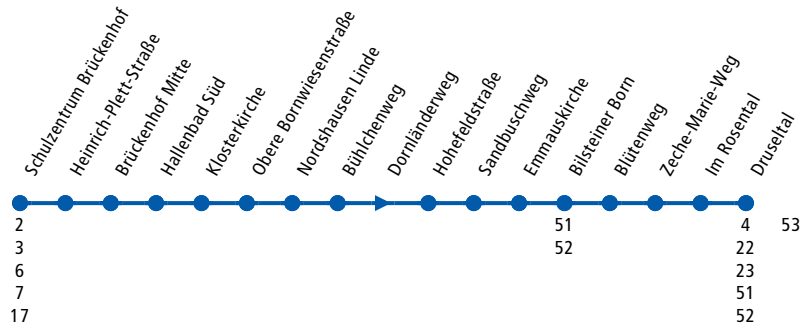 Schulzentrum Brückenhof
Heinrich-Plett-Straße
Brückenhof Mitte
Hallenbad Süd
Klosterkirche
Obere Bornwiesenstraße
Nordshausen Linde
Bühlchenweg
Dornländerweg
Hohefeldstraße
Sandbuschweg
Emmauskirche
Bilsteiner Born
Blütenweg
Zeche-Marie-Weg
Im Rosental
Druseltal
2 51 4 53
3 52 22
6 23
7 51
17 52